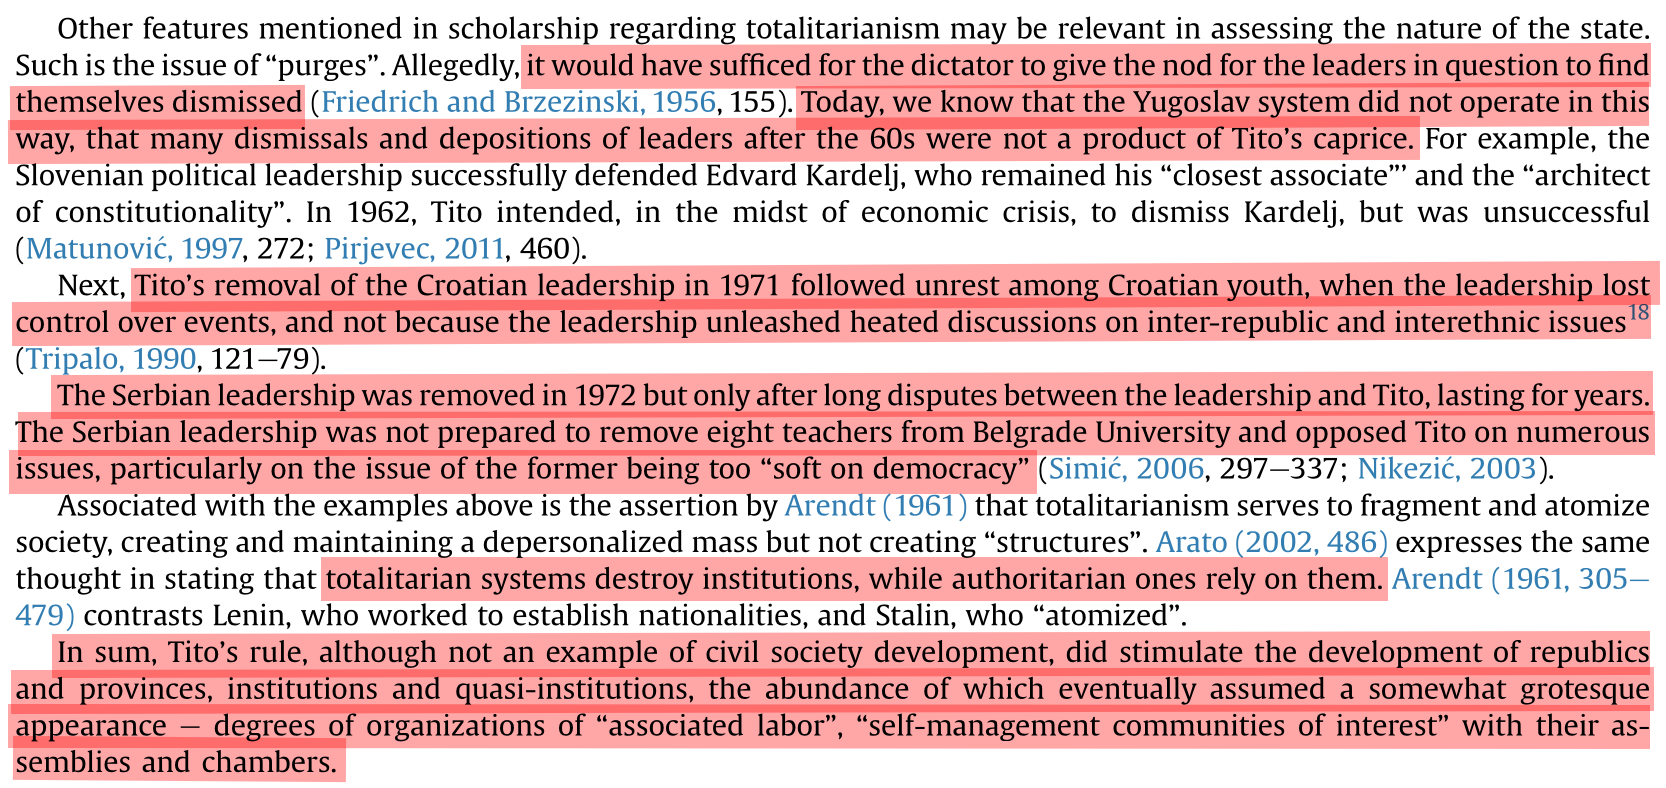 Other features mentioned in scholarship regarding totalitarianism may be relevant in assessing the nature of the state.
Such is the issue of “purges”. Allegedly, it would have sufficed for the dictator to give the nod for the leaders in question to find
themselves dismissed (Friedrich and Brzezinski, 1956, 155). Today, we know that the Yugoslav system did not operate in this
way, that many dismissals and depositions of leaders after the 60s were not a product of Tito’s caprice. For example, the
Slovenian political leadership successfully defended Edvard Kardelj, who remained his “closest associate”’ and the “architect
of constitutionality”. In 1962, Tito intended, in the midst of economic crisis, to dismiss Kardelj, but was unsuccessful
(Matunović, 1997, 272; Pirjevec, 2011, 460).
Next, Tito’s removal of the Croatian leadership in 1971 followed unrest among Croatian youth, when the leadership lost
control over events, and not because the leadership unleashed heated discussions on inter-republic and interethnic issues18
(Tripalo, 1990, 121–79).
The Serbian leadership was removed in 1972 but only after long disputes between the leadership and Tito, lasting for years.
The Serbian leadership was not prepared to remove eight teachers from Belgrade University and opposed Tito on numerous
issues, particularly on the issue of the former being too “soft on democracy” (Simić, 2006, 297–337; Nikezić, 2003).
Associated with the examples above is the assertion by Arendt (1961) that totalitarianism serves to fragment and atomize
society, creating and maintaining a depersonalized mass but not creating “structures”. Arato (2002, 486) expresses the same
thought in stating that totalitarian systems destroy institutions, while authoritarian ones rely on them. Arendt (1961, 305–
479) contrasts Lenin, who worked to establish nationalities, and Stalin, who “atomized”.
In sum, Tito’s rule, although not an example of civil society development, did stimulate the development of republics
and provinces, institutions and quasi-institutions, the abundance of which eventually assumed a somewhat grotesque
appearance – degrees of organizations of “associated labor”, “self-management communities of interest” with their as-
semblies and chambers.